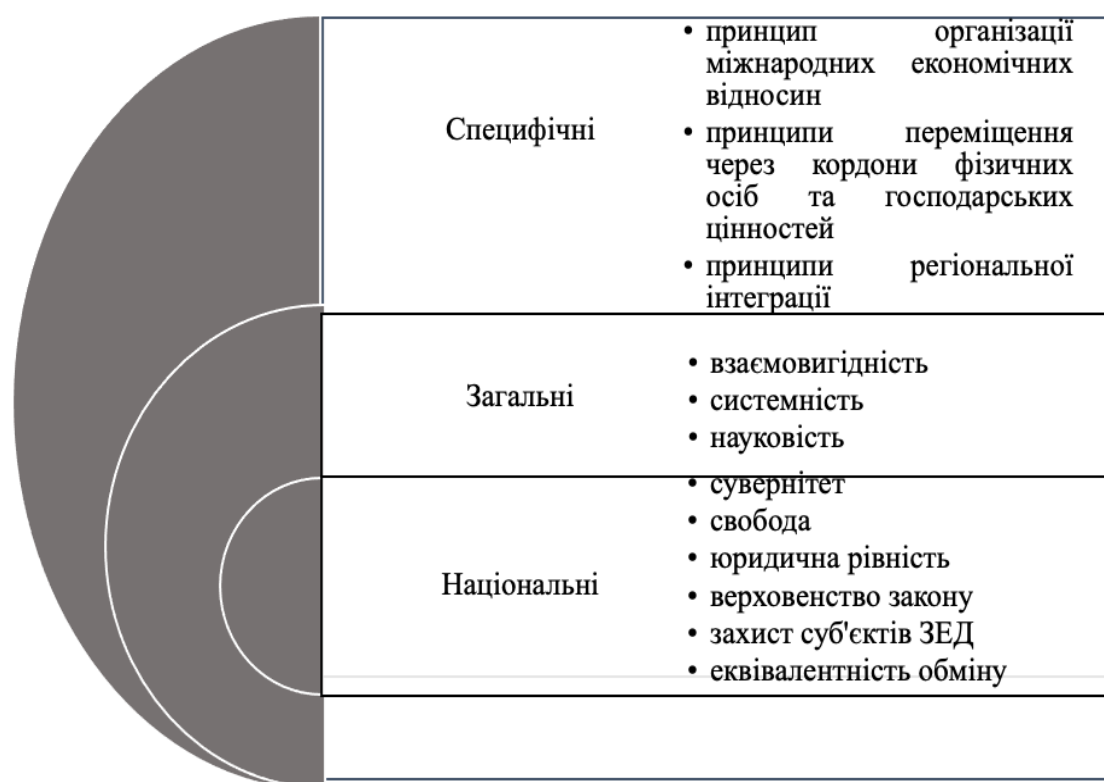 Специфічні
• принцип організації
міжнародних економічних
відносин
• принципи переміщення
через кордони фізичних
осіб та господарських
цінностей
• принципи регіональної
інтеграції
Загальні
• взаємовигідність
• системність
• науковість
Національні
• сувернітет
• свобода
• юридична рівність
• верховенство закону
• захист суб'єктів ЗЕД
• еквівалентність обміну